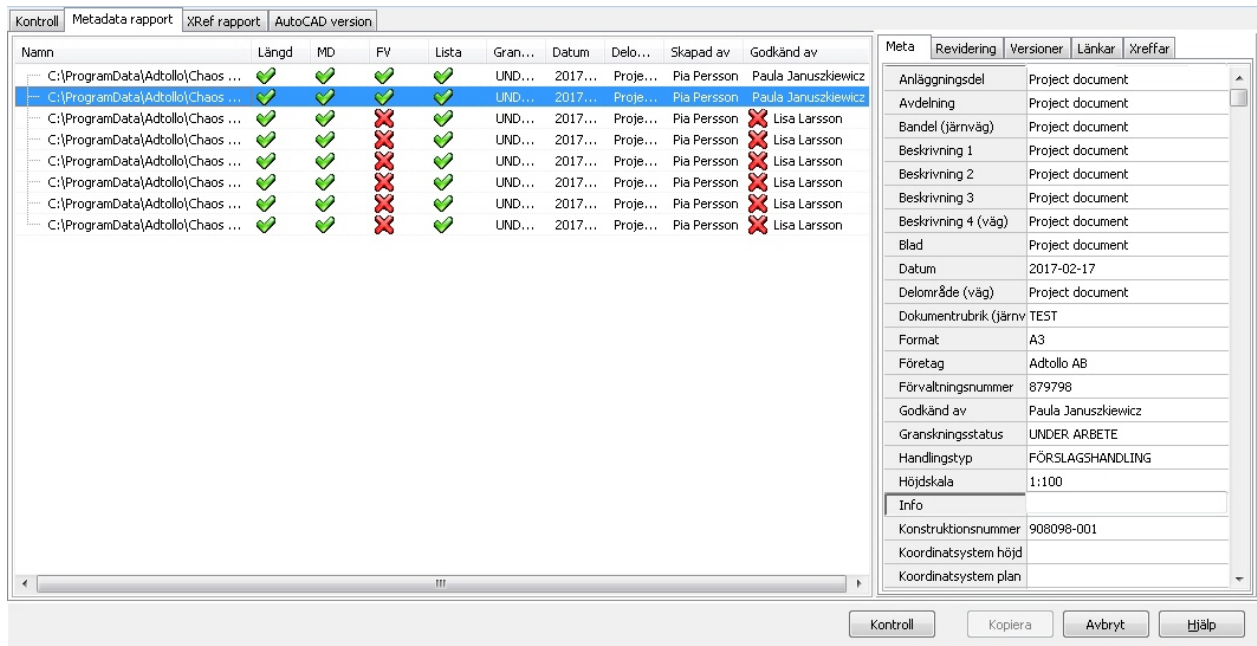 Kontroll Metadata rapport XRef rapport AutoCAD version
Namn Längd MD FV Lista Gran... Datum Delo... Skapad av Godkänd av
C:\ProgramData\Adtollo\Chaos ... UND... 2017... Proje... Pia Persson Paula Januszkiewicz
C:\ProgramData\Adtollo\Chaos ... UND... 2017... Proje... Pia Persson Paula Januszkiewicz
C:\ProgramData\Adtollo\Chaos ... UND... 2017... Proje... Pia Persson Lisa Larsson
C:\ProgramData\Adtollo\Chaos ... UND... 2017... Proje... Pia Persson Lisa Larsson
C:\ProgramData\Adtollo\Chaos ... UND... 2017... Proje... Pia Persson Lisa Larsson
C:\ProgramData\Adtollo\Chaos ... UND... 2017... Proje... Pia Persson Lisa Larsson
C:\ProgramData\Adtollo\Chaos ... UND... 2017... Proje... Pia Persson Lisa Larsson
C:\ProgramData\Adtollo\Chaos ... UND... 2017... Proje... Pia Persson Lisa Larsson
Meta Revidering Versioner Länkar Xreffar
Anläggningsdel Project document
Avdelning Project document
Bandel (järnväg) Project document
Beskrivning 1 Project document
Beskrivning 2 Project document
Beskrivning 3 Project document
Beskrivning 4 (väg) Project document
Blad Project document
Datum 2017-02-17
Delområde (väg) Project document
Dokumentrubrik (järnv TEST
Format A3
Företag Adtollo AB
Förvaltningsnummer 879798
Godkänd av Paula Januszkiewicz
Granskningsstatus UNDER ARBETE
Handlingstyp FÖRSLAGSHANDLING
Höjdskala 1:100
Info
Konstruktionsnummer 908098-001
Koordinatsystem höjd
Koordinatsystem plan
Kontroll Kopiera Avbryt Hjälp